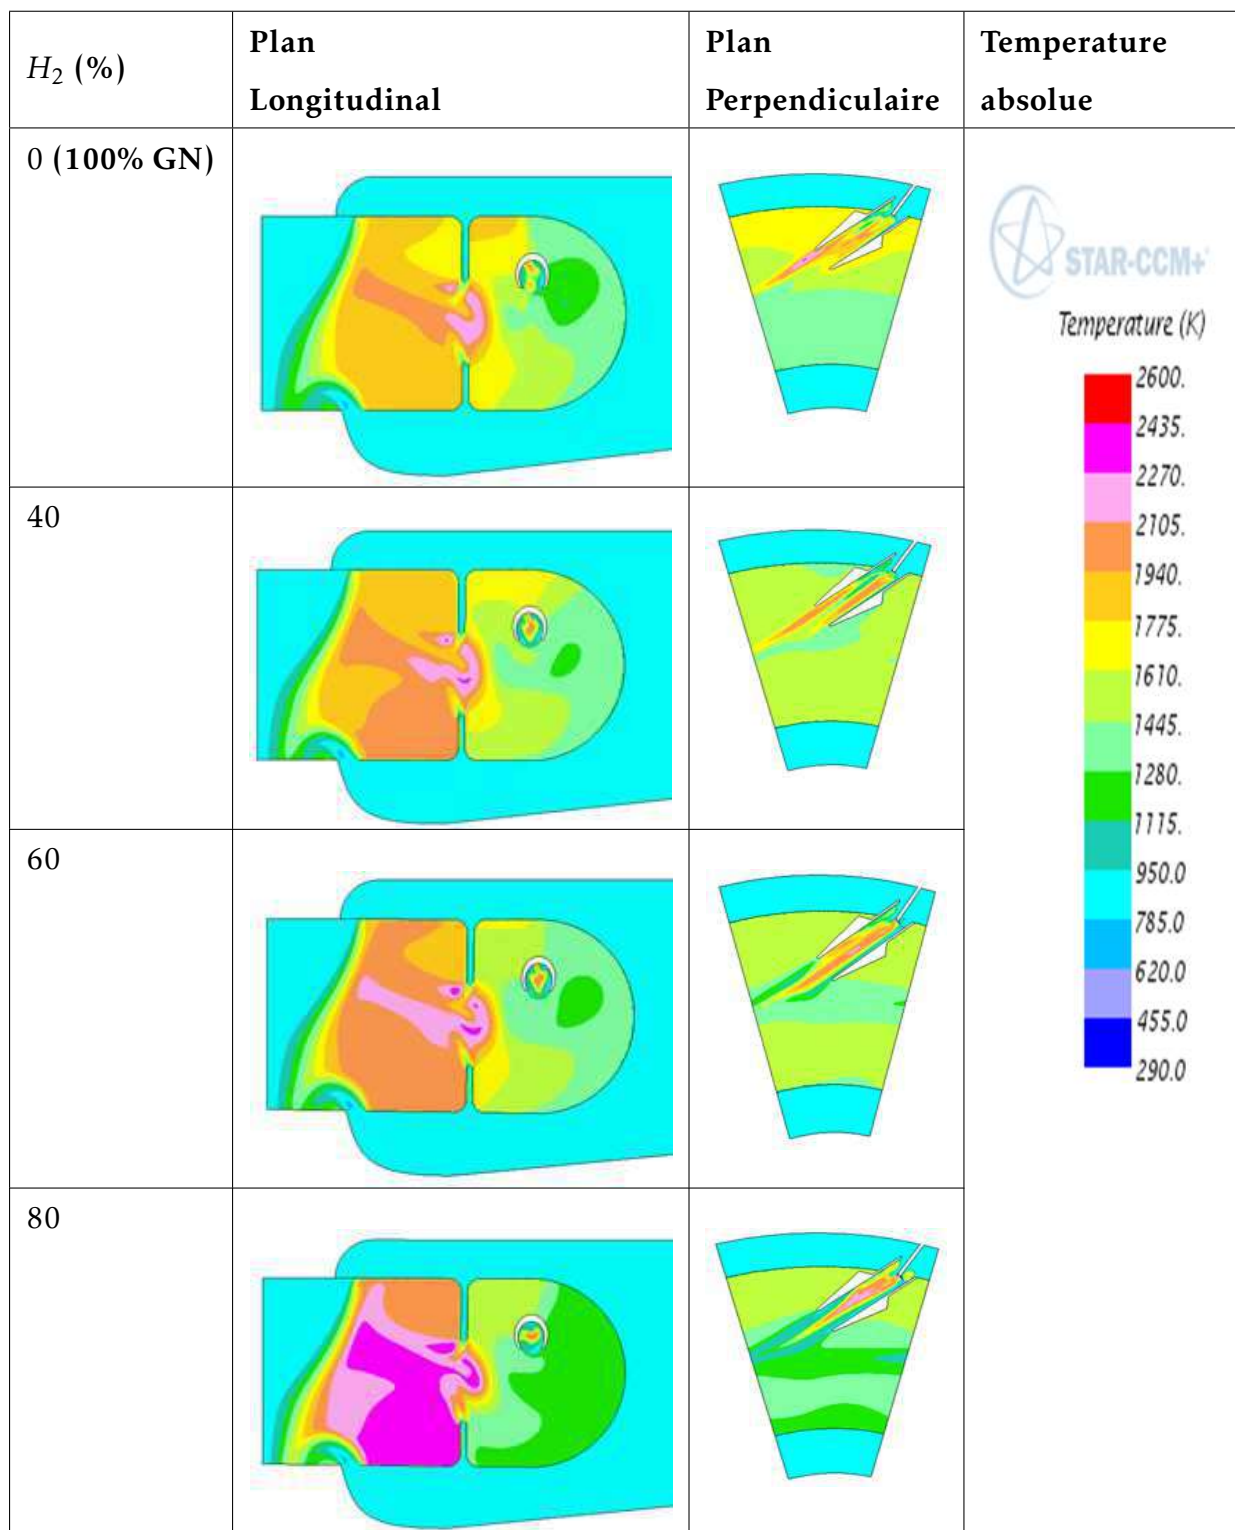 H₂ (%)
Plan
Longitudinal
Plan
Perpendiculaire
Temperature
absolue
0 (100% GN)
STAR-CCM+
Temperature (K)
2600.
2435.
2270.
2105.
1940.
1775.
1610.
1445.
1280.
1115.
950.0
785.0
620.0
455.0
290.0
40
60
80